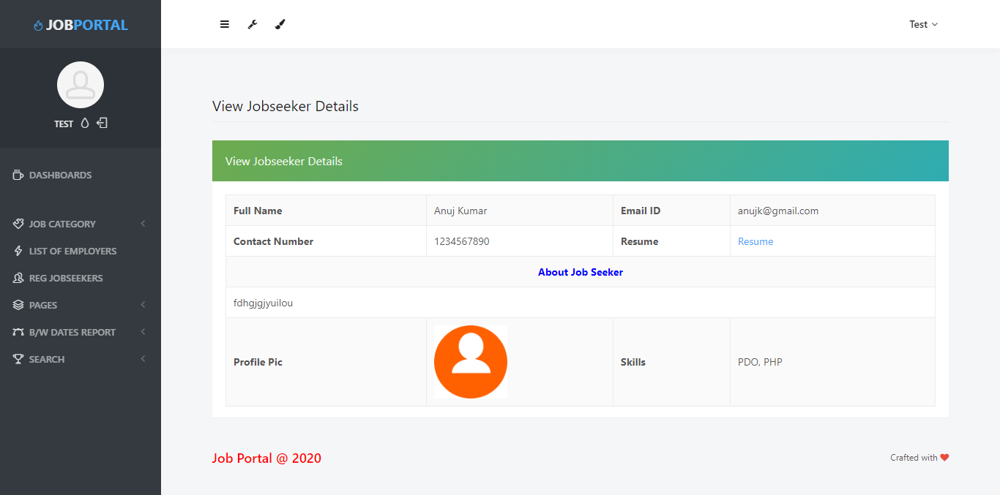 JOBPORTAL
Test
TEST
DASHBOARDS
JOB CATEGORY
LIST OF EMPLOYERS
REG JOBSEEKERS
PAGES
B/W DATES REPORT
SEARCH
View Jobseeker Details
View Jobseeker Details
Full Name Anuj Kumar Email ID anujk@gmail.com
Contact Number 1234567890 Resume Resume
About Job Seeker
fdhgjgjyuilou
Profile Pic Skills PDO, PHP
Job Portal @ 2020
Crafted with